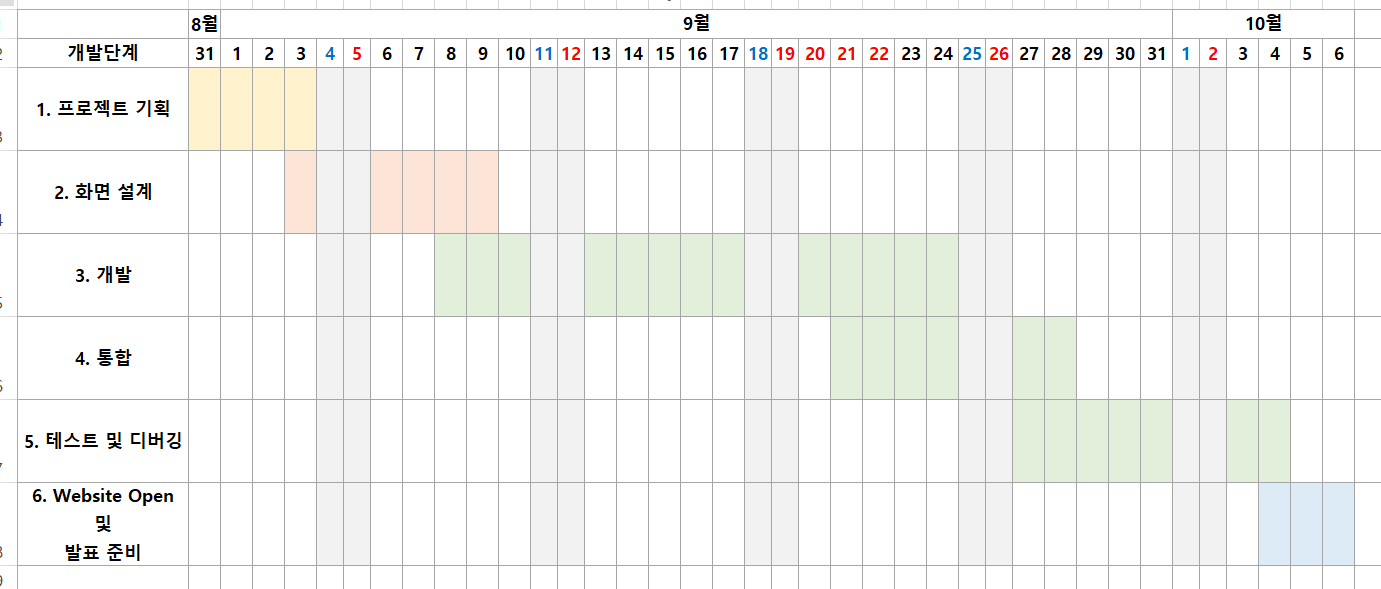 8월 9월 10월
개발단계 31 1 2 3 4 5 6 7 8 9 10 11 12 13 14 15 16 17 18 19 20 21 22 23 24 25 26 27 28 29 30 31 1 2 3 4 5 6
1. 프로젝트 기획
2. 화면 설계
3. 개발
4. 통합
5. 테스트 및 디버깅
6. Website Open
및
발표 준비